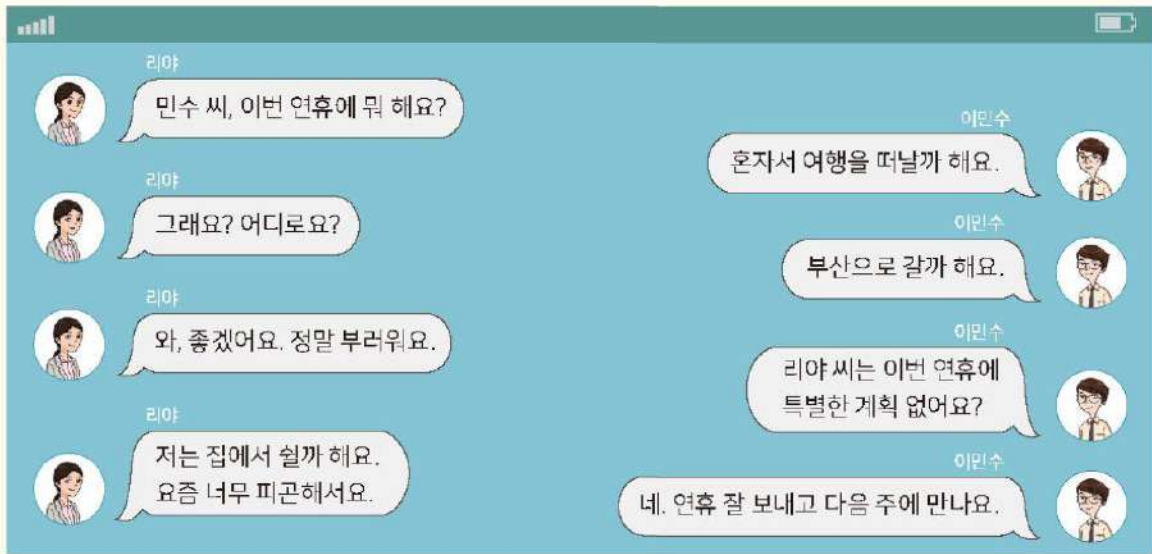 리야
민수 씨, 이번 연휴에 뭐 해요?
이민수
혼자서 여행을 떠날까 해요.
리야
그래요? 어디로요?
이민수
부산으로 갈까 해요.
리야
와, 좋겠어요. 정말 부러워요.
이민수
리야 씨는 이번 연휴에
특별한 계획 없어요?
리야
저는 집에서 쉴까 해요.
요즘 너무 피곤해서요.
이민수
네. 연휴 잘 보내고 다음 주에 만나요.